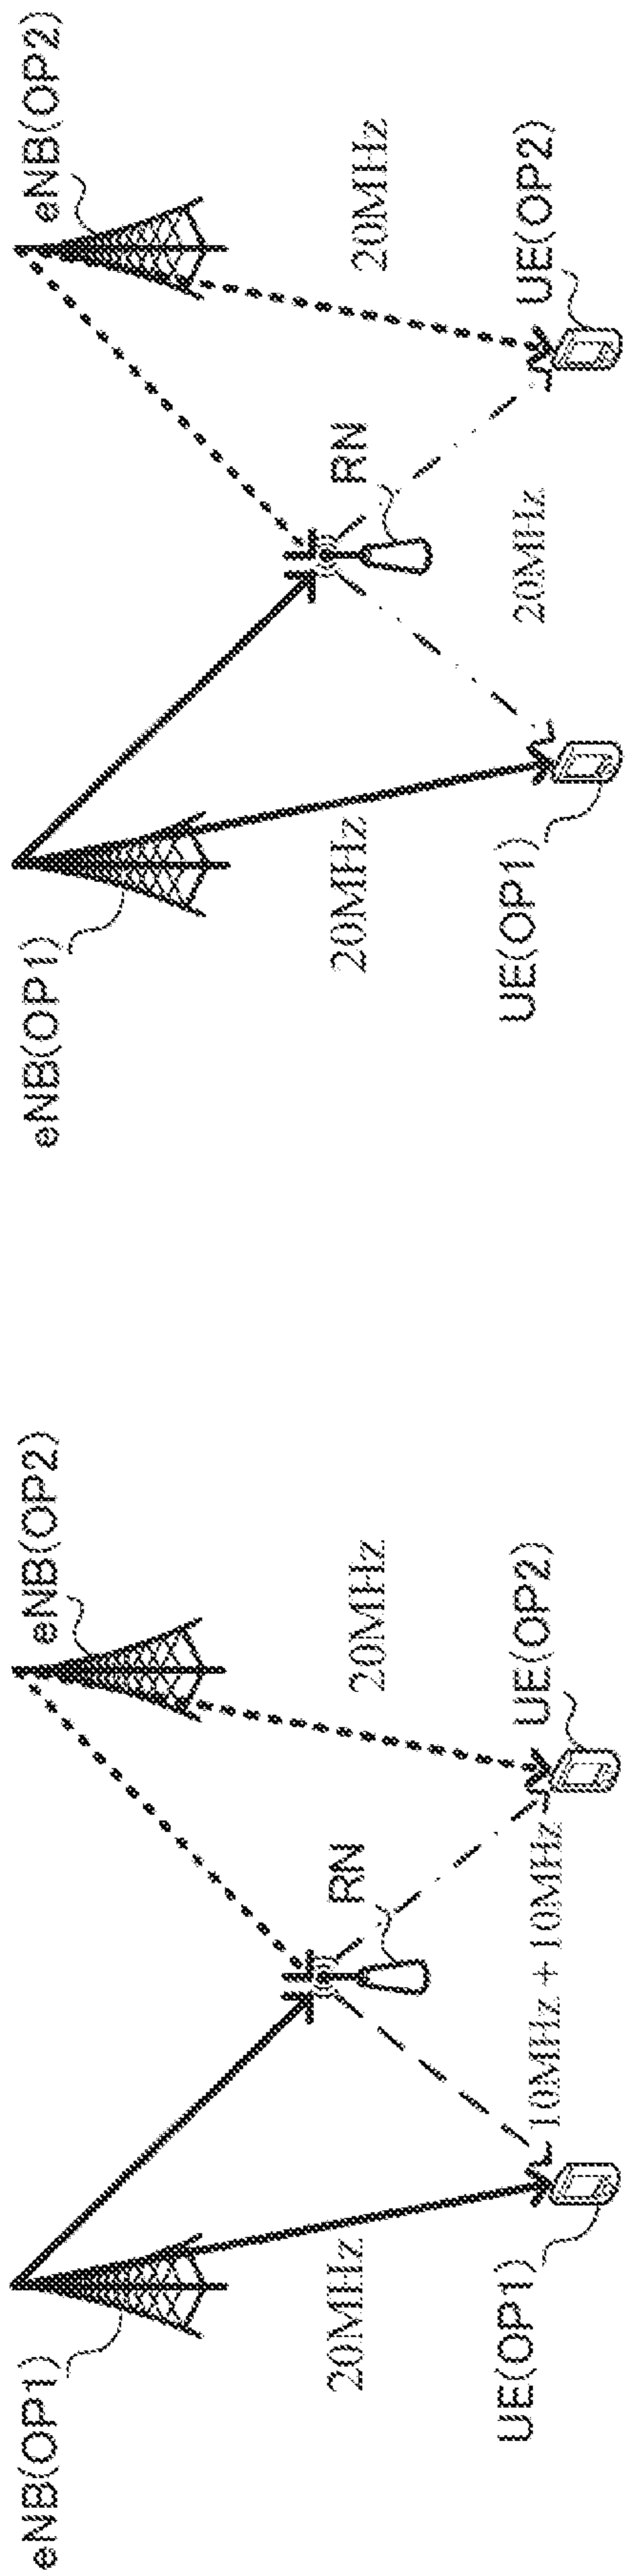 eNB(OP1)
eNB(OP2)
20MHz
RN
20MHz
UE(OP1)
10MHz + 10MHz
UE(OP2)
eNB(OP1)
eNB(OP2)
20MHz
RN
20MHz
UE(OP1)
20MHz
UE(OP2)